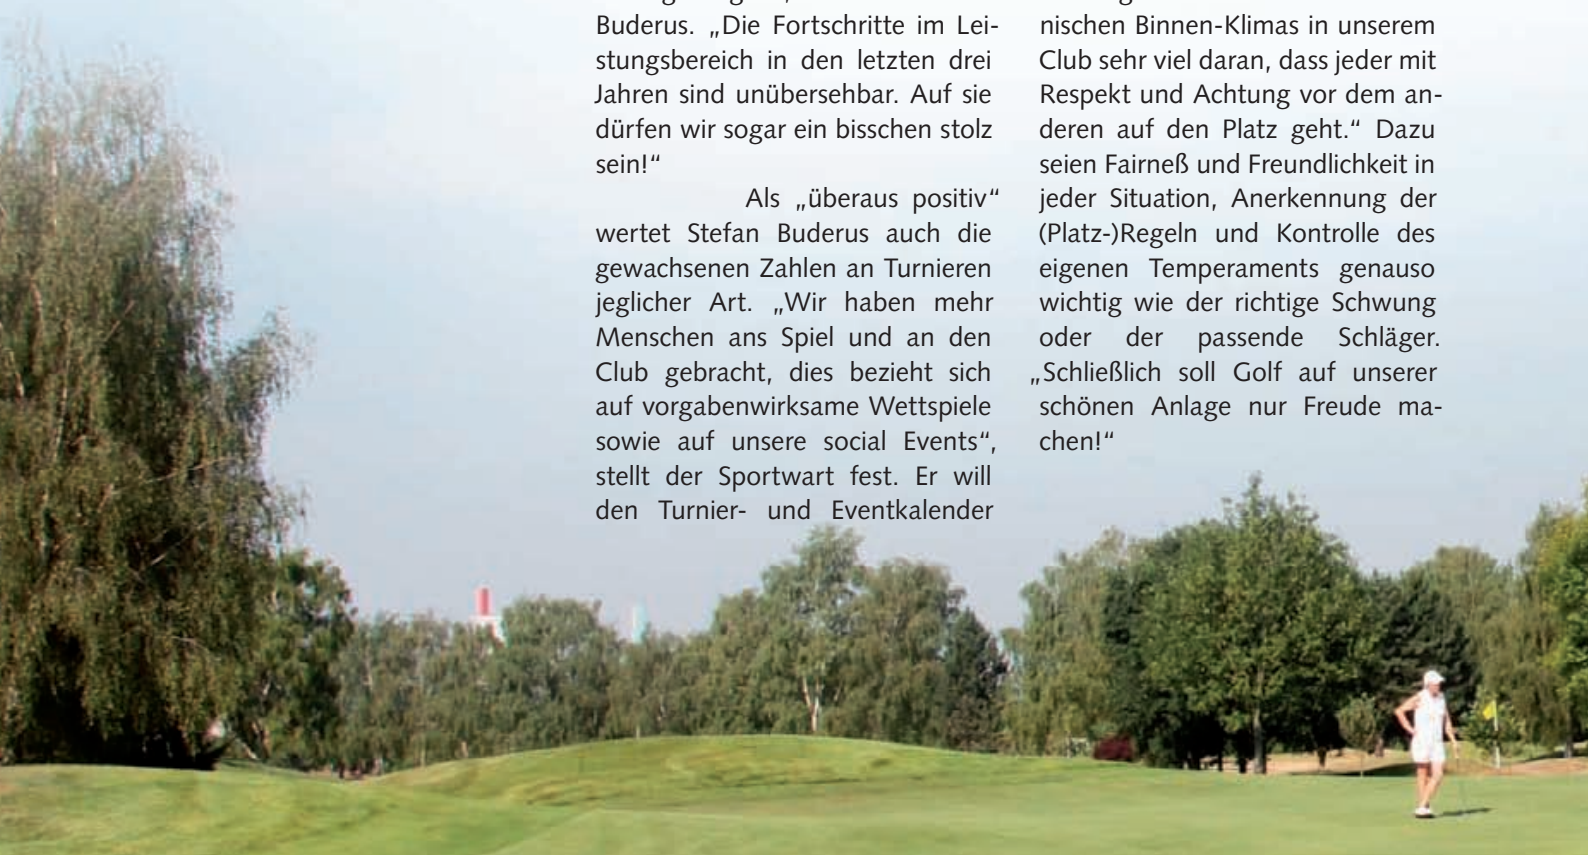 Buderus. „Die Fortschritte im Lei-
stungsbereich in den letzten drei
Jahren sind unübersehbar. Auf sie
dürfen wir sogar ein bisschen stolz
sein!“
Als „überaus positiv“
wertet Stefan Buderus auch die
gewachsenen Zahlen an Turnieren
jeglicher Art. „Wir haben mehr
Menschen ans Spiel und an den
Club gebracht, dies bezieht sich
auf vorgabenwirksame Wettspiele
sowie auf unsere social Events“,
stellt der Sportwart fest. Er will
den Turnier- und Eventkalender
nischen Binnen-Klimas in unserem
Club sehr viel daran, dass jeder mit
Respekt und Achtung vor dem an-
deren auf den Platz geht.“ Dazu
seien Fairneß und Freundlichkeit in
jeder Situation, Anerkennung der
(Platz-)Regeln und Kontrolle des
eigenen Temperaments genauso
wichtig wie der richtige Schwung
oder der passende Schläger.
„Schließlich soll Golf auf unserer
schönen Anlage nur Freude ma-
chen!“